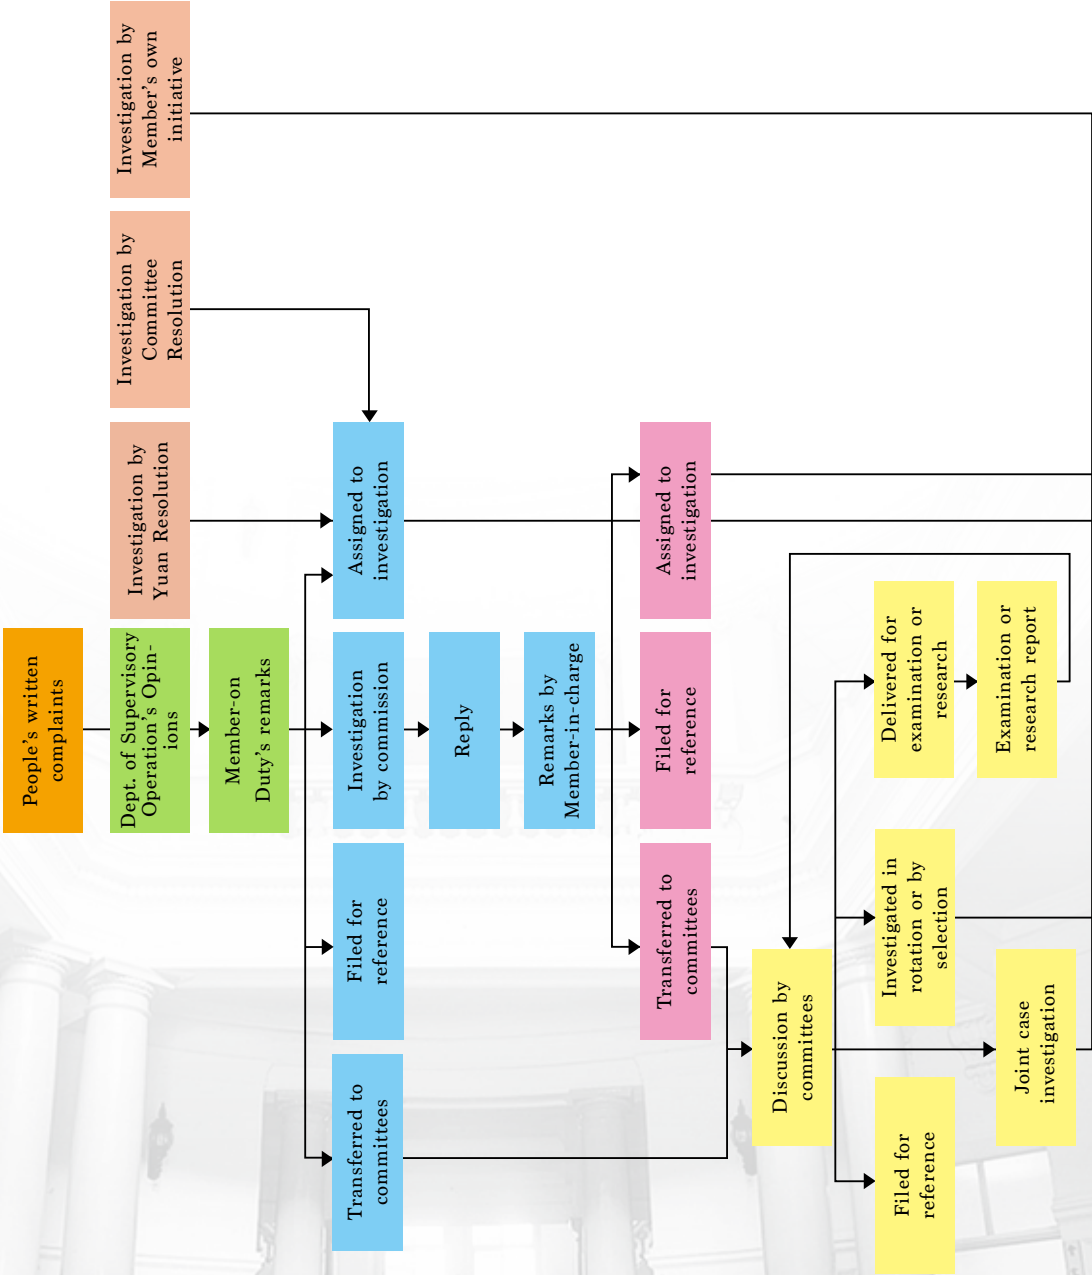 People's written
complaints
Dept. of Supervisory
Operation's Opin-
ions
Member-on
Duty's remarks
Investigation by
Yuan Resolution
Investigation by
Committee
Resolution
Investigation by
Member's own
initiative
Transferred to
committees
Filed for
reference
Investigation
by commission
Assigned to
investigation
Reply
Remarks by
Member-in-charge
Transferred to
committees
Filed for
reference
Assigned to
investigation
Discussion by
committees
Filed for
reference
Investigated in
rotation or by
selection
Delivered for
examination or
research
Joint case
investigation
Examination or
research report